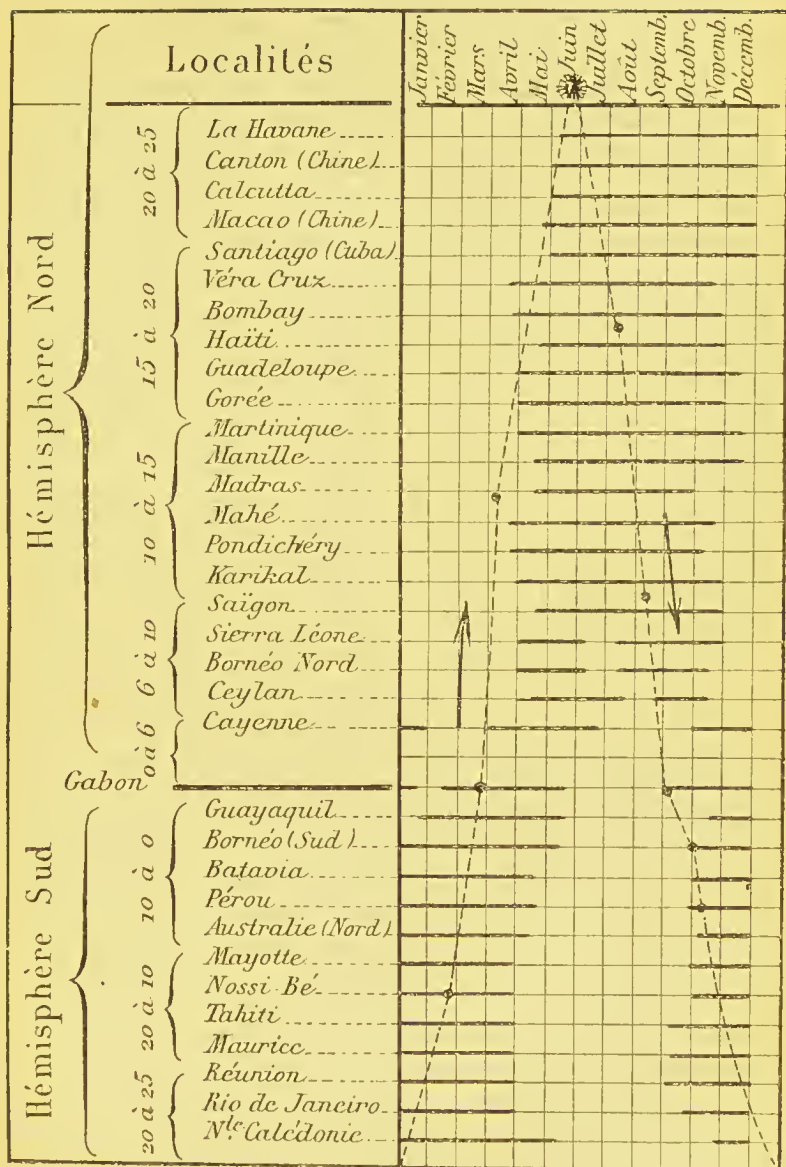 Localités
Janvier
Février
Mars
Avril
Mai
Juin
Juillet
Août
Septemb.
Octobre
Novemb.
Décemb.
Hémisphère Nord
20 à 25
La Havane
Canton (Chine)
Calcutta
Macao (Chine)
15 à 20
Santiago (Cuba)
Véra Cruz
Bombay
Haïti
Guadeloupe
Gorée
10 à 15
Martinique
Manille
Madras
Mahé
Pondichéry
Karikal
6 à 10
Saïgon
Sierra Léone
Bornéo Nord
Ceylan
0 à 6
Cayenne
Gabon
Hémisphère Sud
10 à 0
Guayaquil
Bornéo (Sud)
Batavia
Pérou
Australie (Nord)
20 à 10
Mayotte
Nossi Bé
Tahiti
Maurice
20 à 25
Réunion
Rio de Janeiro
Nle. Calédonie